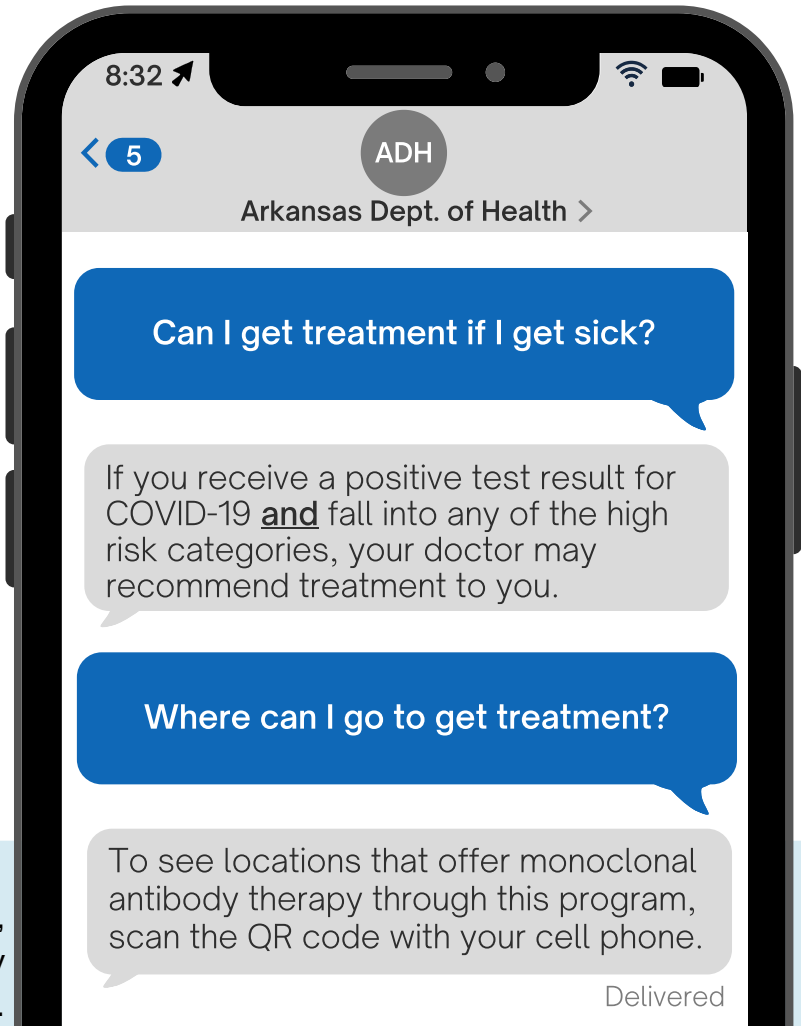 8:32
5
ADH
Arkansas Dept. of Health
Can I get treatment if I get sick?
If you receive a positive test result for
COVID-19 and fall into any of the high
risk categories, your doctor may
recommend treatment to you.
Where can I go to get treatment?
To see locations that offer monoclonal
antibody therapy through this program,
scan the QR code with your cell phone.
Delivered